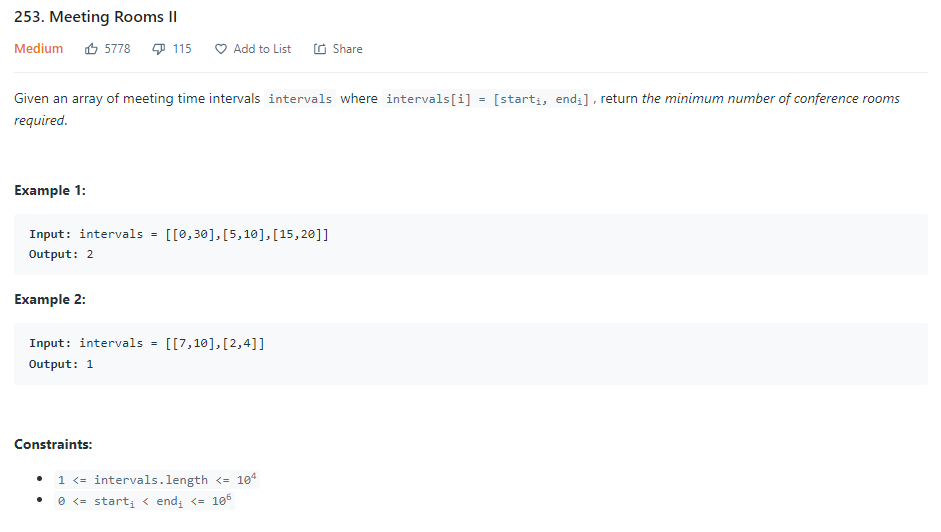 253. Meeting Rooms II
Medium 5778 115 Add to List Share
Given an array of meeting time intervals intervals where intervals[i] = [startᵢ, endᵢ], return the minimum number of conference rooms
required.
Example 1:
Input: intervals = [[0,30],[5,10],[15,20]]
Output: 2
Example 2:
Input: intervals = [[7,10],[2,4]]
Output: 1
Constraints:
• 1 <= intervals.length <= 10⁴
• 0 <= startᵢ < endᵢ <= 10⁶